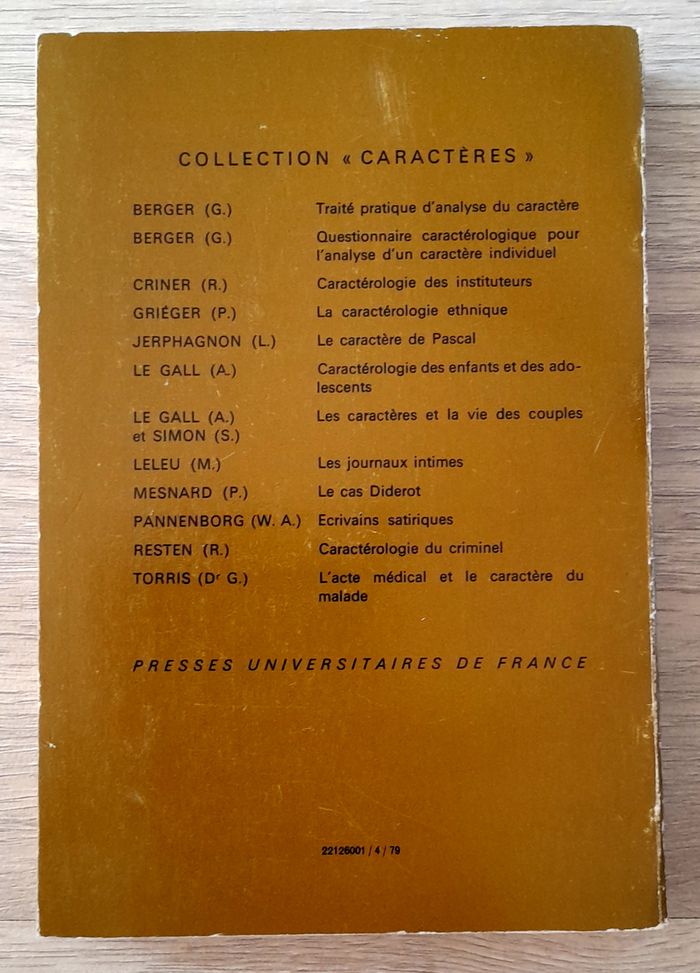 COLLECTION « CARACTÈRES »
BERGER (G.) Traité pratique d'analyse du caractère
BERGER (G.) Questionnaire caractérologique pour
l'analyse d'un caractère individuel
CRINER (R.) Caractérologie des instituteurs
GRIÉGER (P.) La caractérologie ethnique
JERPHAGNON (L.) Le caractère de Pascal
LE GALL (A.) Caractérologie des enfants et des ado-
lescents
LE GALL (A.) Les caractères et la vie des couples
et SIMON (S.)
LELEU (M.) Les journaux intimes
MESNARD (P.) Le cas Diderot
PANNENBORG (W. A.) Ecrivains satiriques
RESTEN (R.) Caractérologie du criminel
TORRIS (Dr G.) L'acte médical et le caractère du
malade
PRESSES UNIVERSITAIRES DE FRANCE
22126001 / 4 / 79